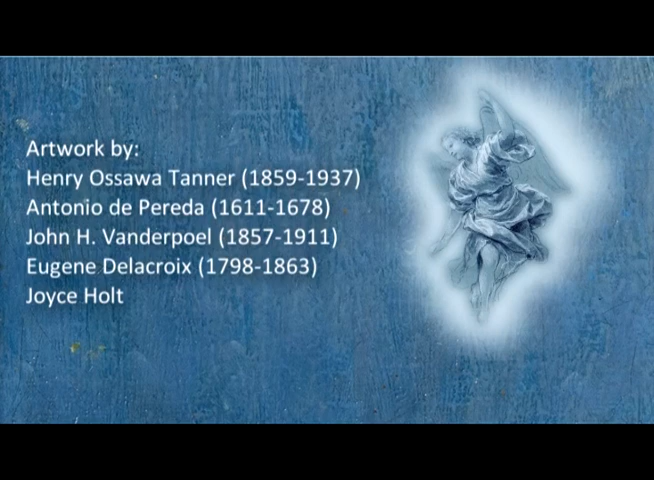 Artwork by:
Henry Ossawa Tanner (1859-1937)
Antonio de Pereda (1611-1678)
John H. Vanderpoel (1857-1911)
Eugene Delacroix (1798-1863)
Joyce Holt